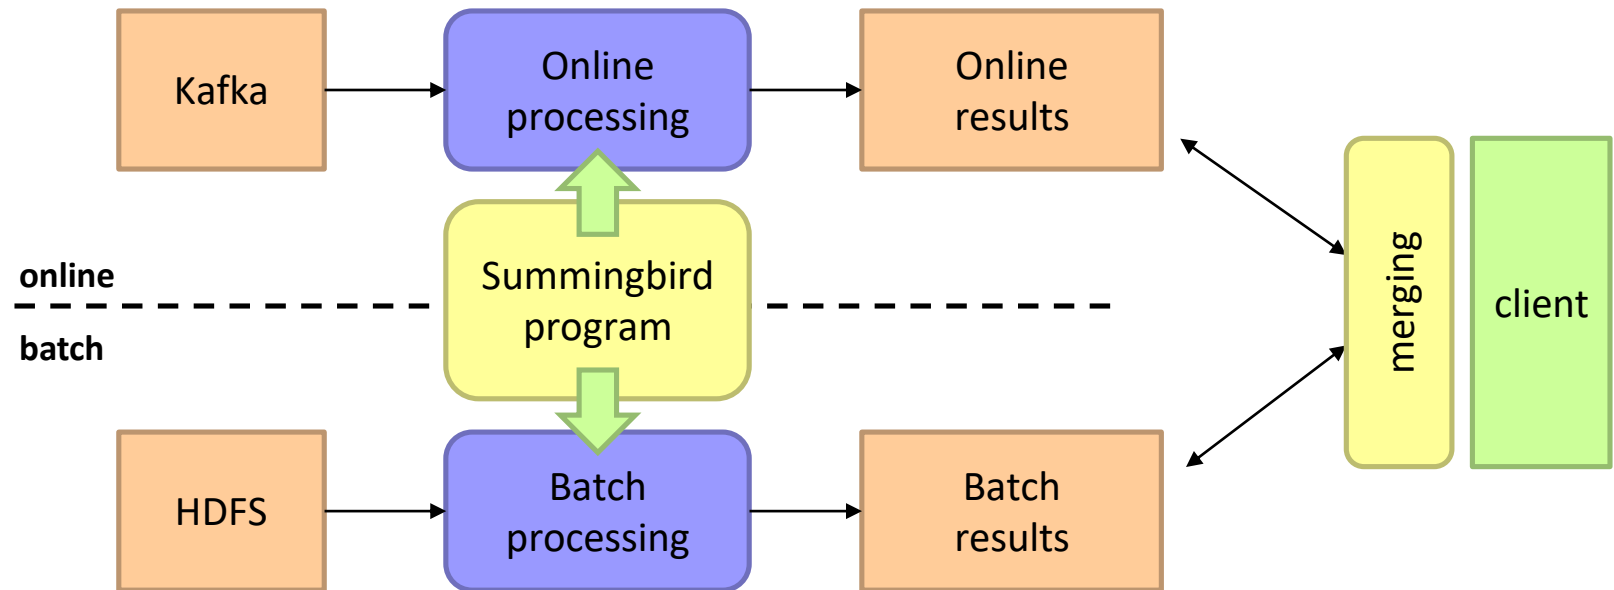 Kafka
Online
processing
Online
results
online
batch
Summingbird
program
merging
client
HDFS
Batch
processing
Batch
results